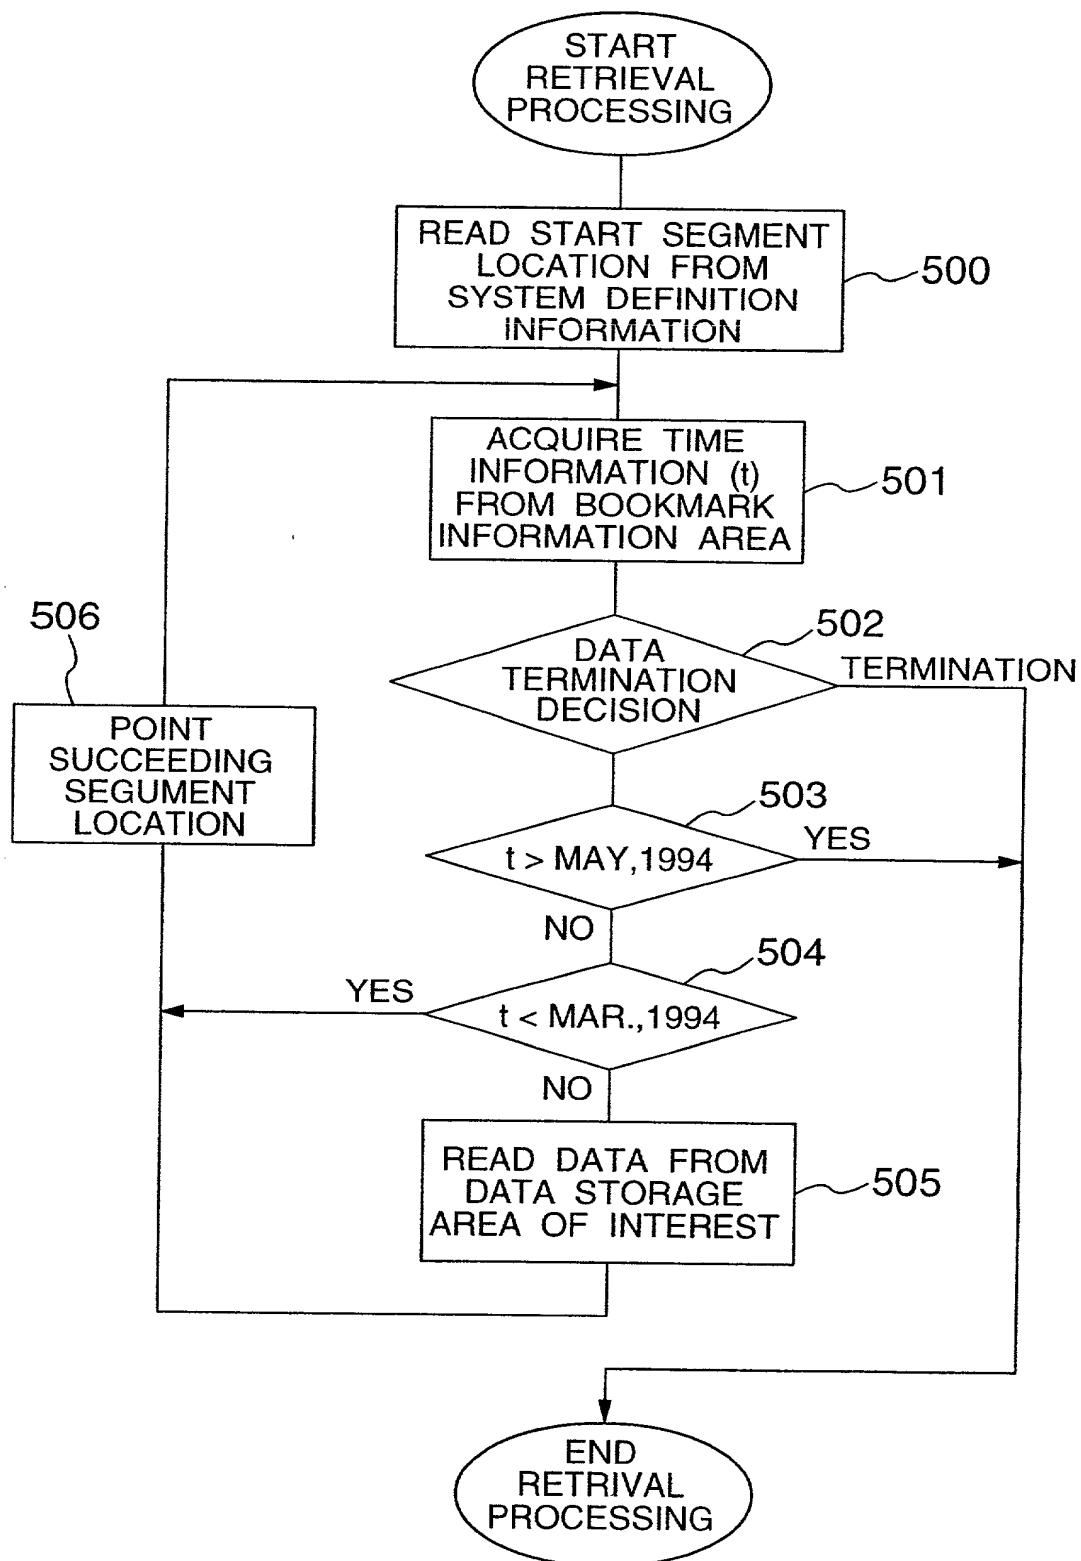 START
RETRIEVAL
PROCESSING
READ START SEGMENT
LOCATION FROM
SYSTEM DEFINITION
INFORMATION
500
ACQUIRE TIME
INFORMATION (t)
FROM BOOKMARK
INFORMATION AREA
501
DATA
TERMINATION
DECISION
502
TERMINATION
506
POINT
SUCCEEDING
SEGUMENT
LOCATION
503
t > MAY,1994
YES
NO
504
t < MAR.,1994
YES
NO
READ DATA FROM
DATA STORAGE
AREA OF INTEREST
505
END
RETRIVAL
PROCESSING